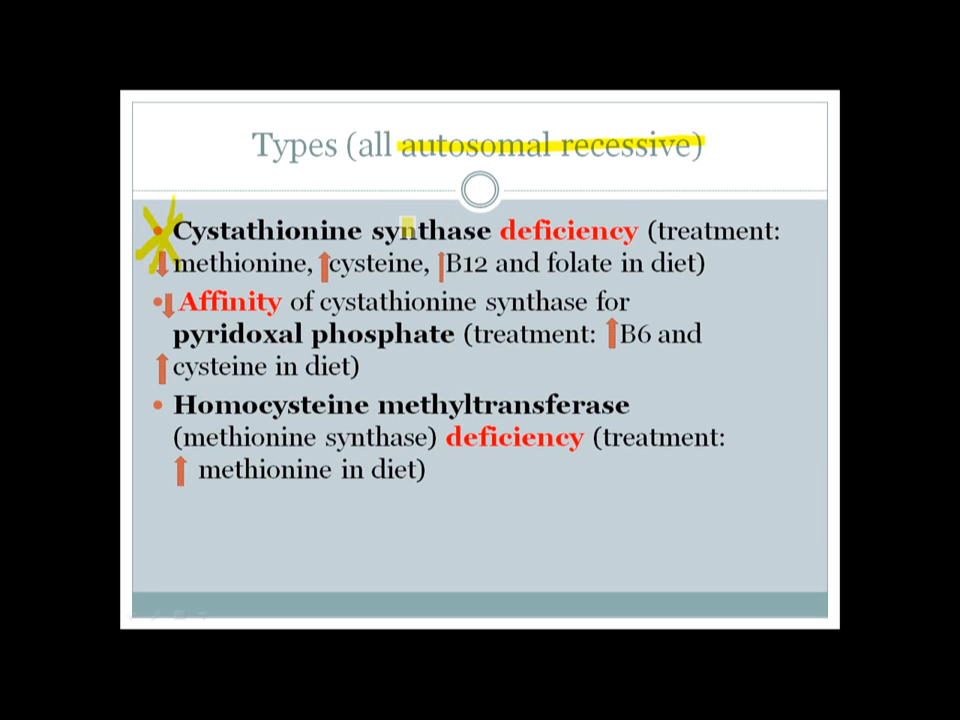 Types (all autosomal recessive)
• Cystathionine synthase deficiency (treatment:
↓methionine, ↑cysteine, ↑B12 and folate in diet)
•↓Affinity of cystathionine synthase for
pyridoxal phosphate (treatment: ↑B6 and
↑cysteine in diet)
• Homocysteine methyltransferase
(methionine synthase) deficiency (treatment:
↑ methionine in diet)